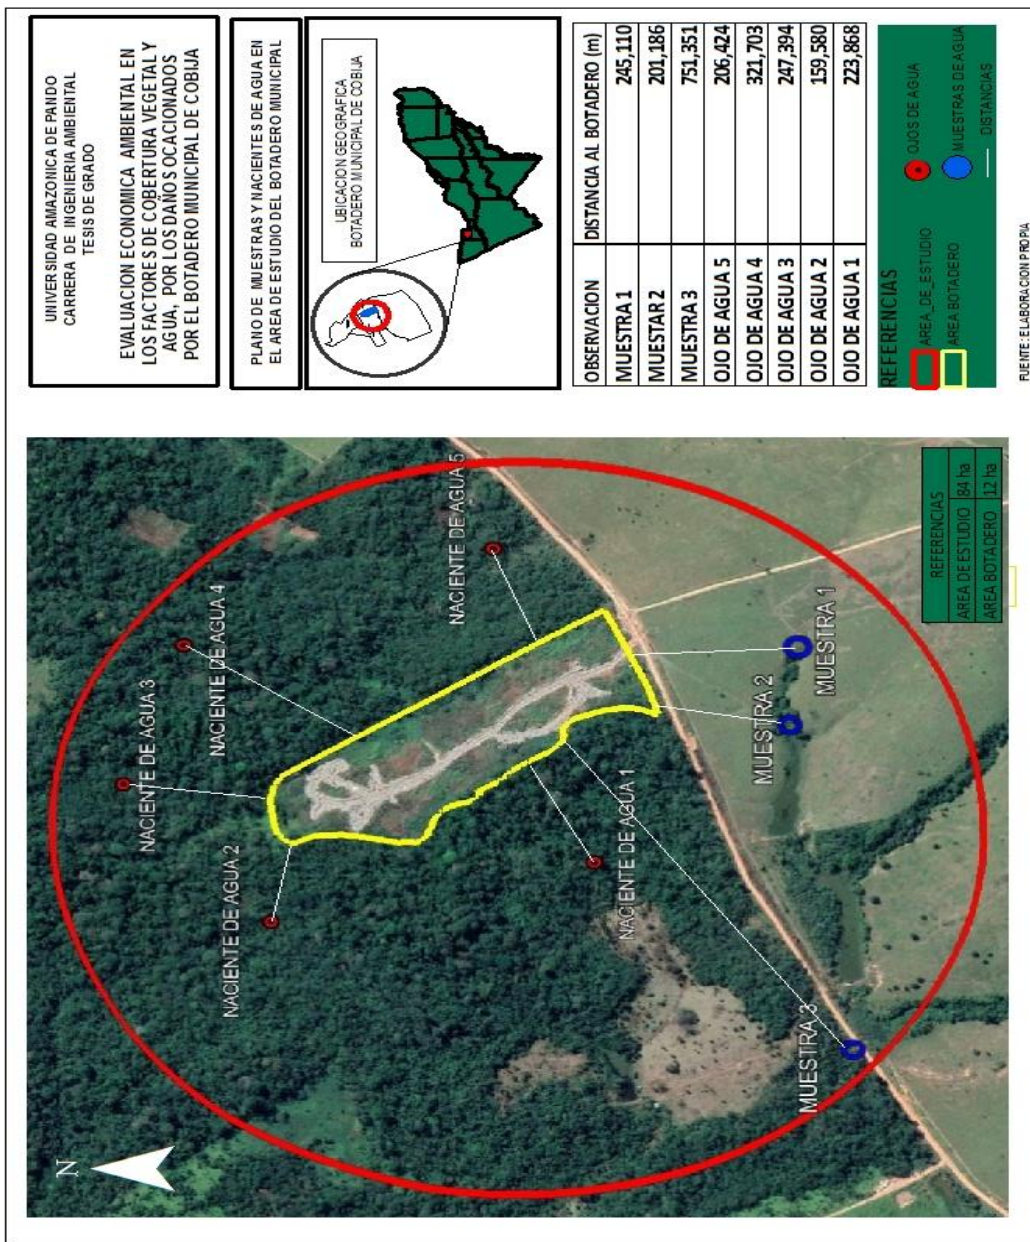 UNIVERSIDAD AMAZONICA DE PANDO
CARRERA DE INGENIERIA AMBIENTAL
TESIS DE GRADO
EVALUACION ECONOMICA AMBIENTAL EN
LOS FACTORES DE COBERTURA VEGETAL Y
AGUA, POR LOS DAÑOS OCACIONADOS
POR EL BOTADERO MUNICIPAL DE COBIJA
PLANO DE MUESTRAS Y NACIENTES DE AGUA EN
EL AREA DE ESTUDIO DEL BOTADERO MUNICIPAL
UBICACION GEOGRAFICA
BOTADERO MUNICIPAL DE COBIJA
OBSERVACION DISTANCIA AL BOTADERO (m)
MUESTRA 1 245,110
MUESTAR 2 201,186
MUESTRA 3 751,351
OJO DE AGUA 5 206,424
OJO DE AGUA 4 321,703
OJO DE AGUA 3 247,394
OJO DE AGUA 2 159,580
OJO DE AGUA 1 223,868
REFERENCIAS
AREA_DE_ESTUDIO
AREA BOTADERO
OJOS DE AGUA
MUESTRAS DE AGUA
DISTANCIAS
FUENTE: ELABORACION PROPIA
N
NACIENTE DE AGUA 3
NACIENTE DE AGUA 4
NACIENTE DE AGUA 2
NACIENTE DE AGUA 5
NACIENTE DE AGUA 1
MUESTRA 2
MUESTRA 1
MUESTRA 3
REFERENCIAS
AREA DE ESTUDIO 84 ha
AREA BOTADERO 12 ha